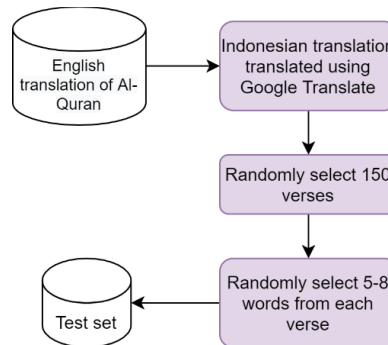 English
translation of Al-
Quran
Indonesian translation
translated using
Google Translate
Randomly select 150
verses
Randomly select 5-8
words from each
verse
Test set